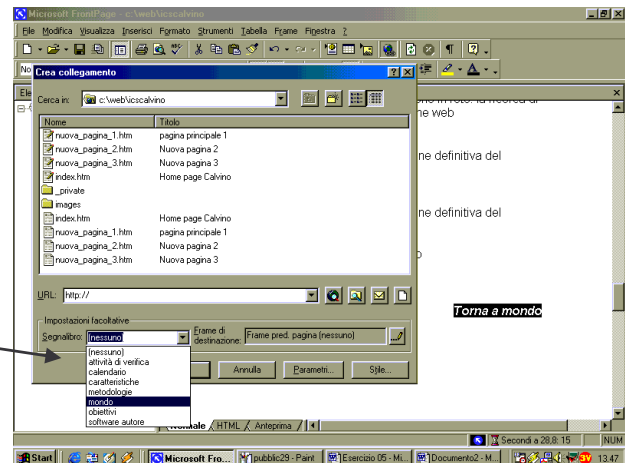 Microsoft FrontPage - c:\web\icscalvino
File Modifica Visualizza Inserisci Formato Strumenti Tabella Frame Finestra ?
No
Crea collegamento
Ele
Cerca in: c:\web\icscalvino
Nome Titolo
nuova_pagina_1.htm pagina principale 1
nuova_pagina_2.htm Nuova pagina 2
nuova_pagina_3.htm Nuova pagina 3
index.htm Home page Calvino
_private
images
index.htm Home page Calvino
nuova_pagina_1.htm pagina principale 1
nuova_pagina_2.htm Nuova pagina 2
nuova_pagina_3.htm Nuova pagina 3
ne web
ne definitiva del
ne definitiva del
URL: http://
Torna a mondo
Impostazioni facoltative
Segnalibro: (nessuno) Frame di destinazione: Frame pred. pagina (nessuno)
(nessuno)
attività di verifica
calendario
caratteristiche
metodologie
mondo
obiettivi
software autore
Annulla Parametri... Stile...
Normale HTML Anteprima
Secondi a 28,8: 15 NUM
Start Microsoft Fro... pubblic29 - Paint Esercizio 05 - Mi... Documento2 - M... 13.47